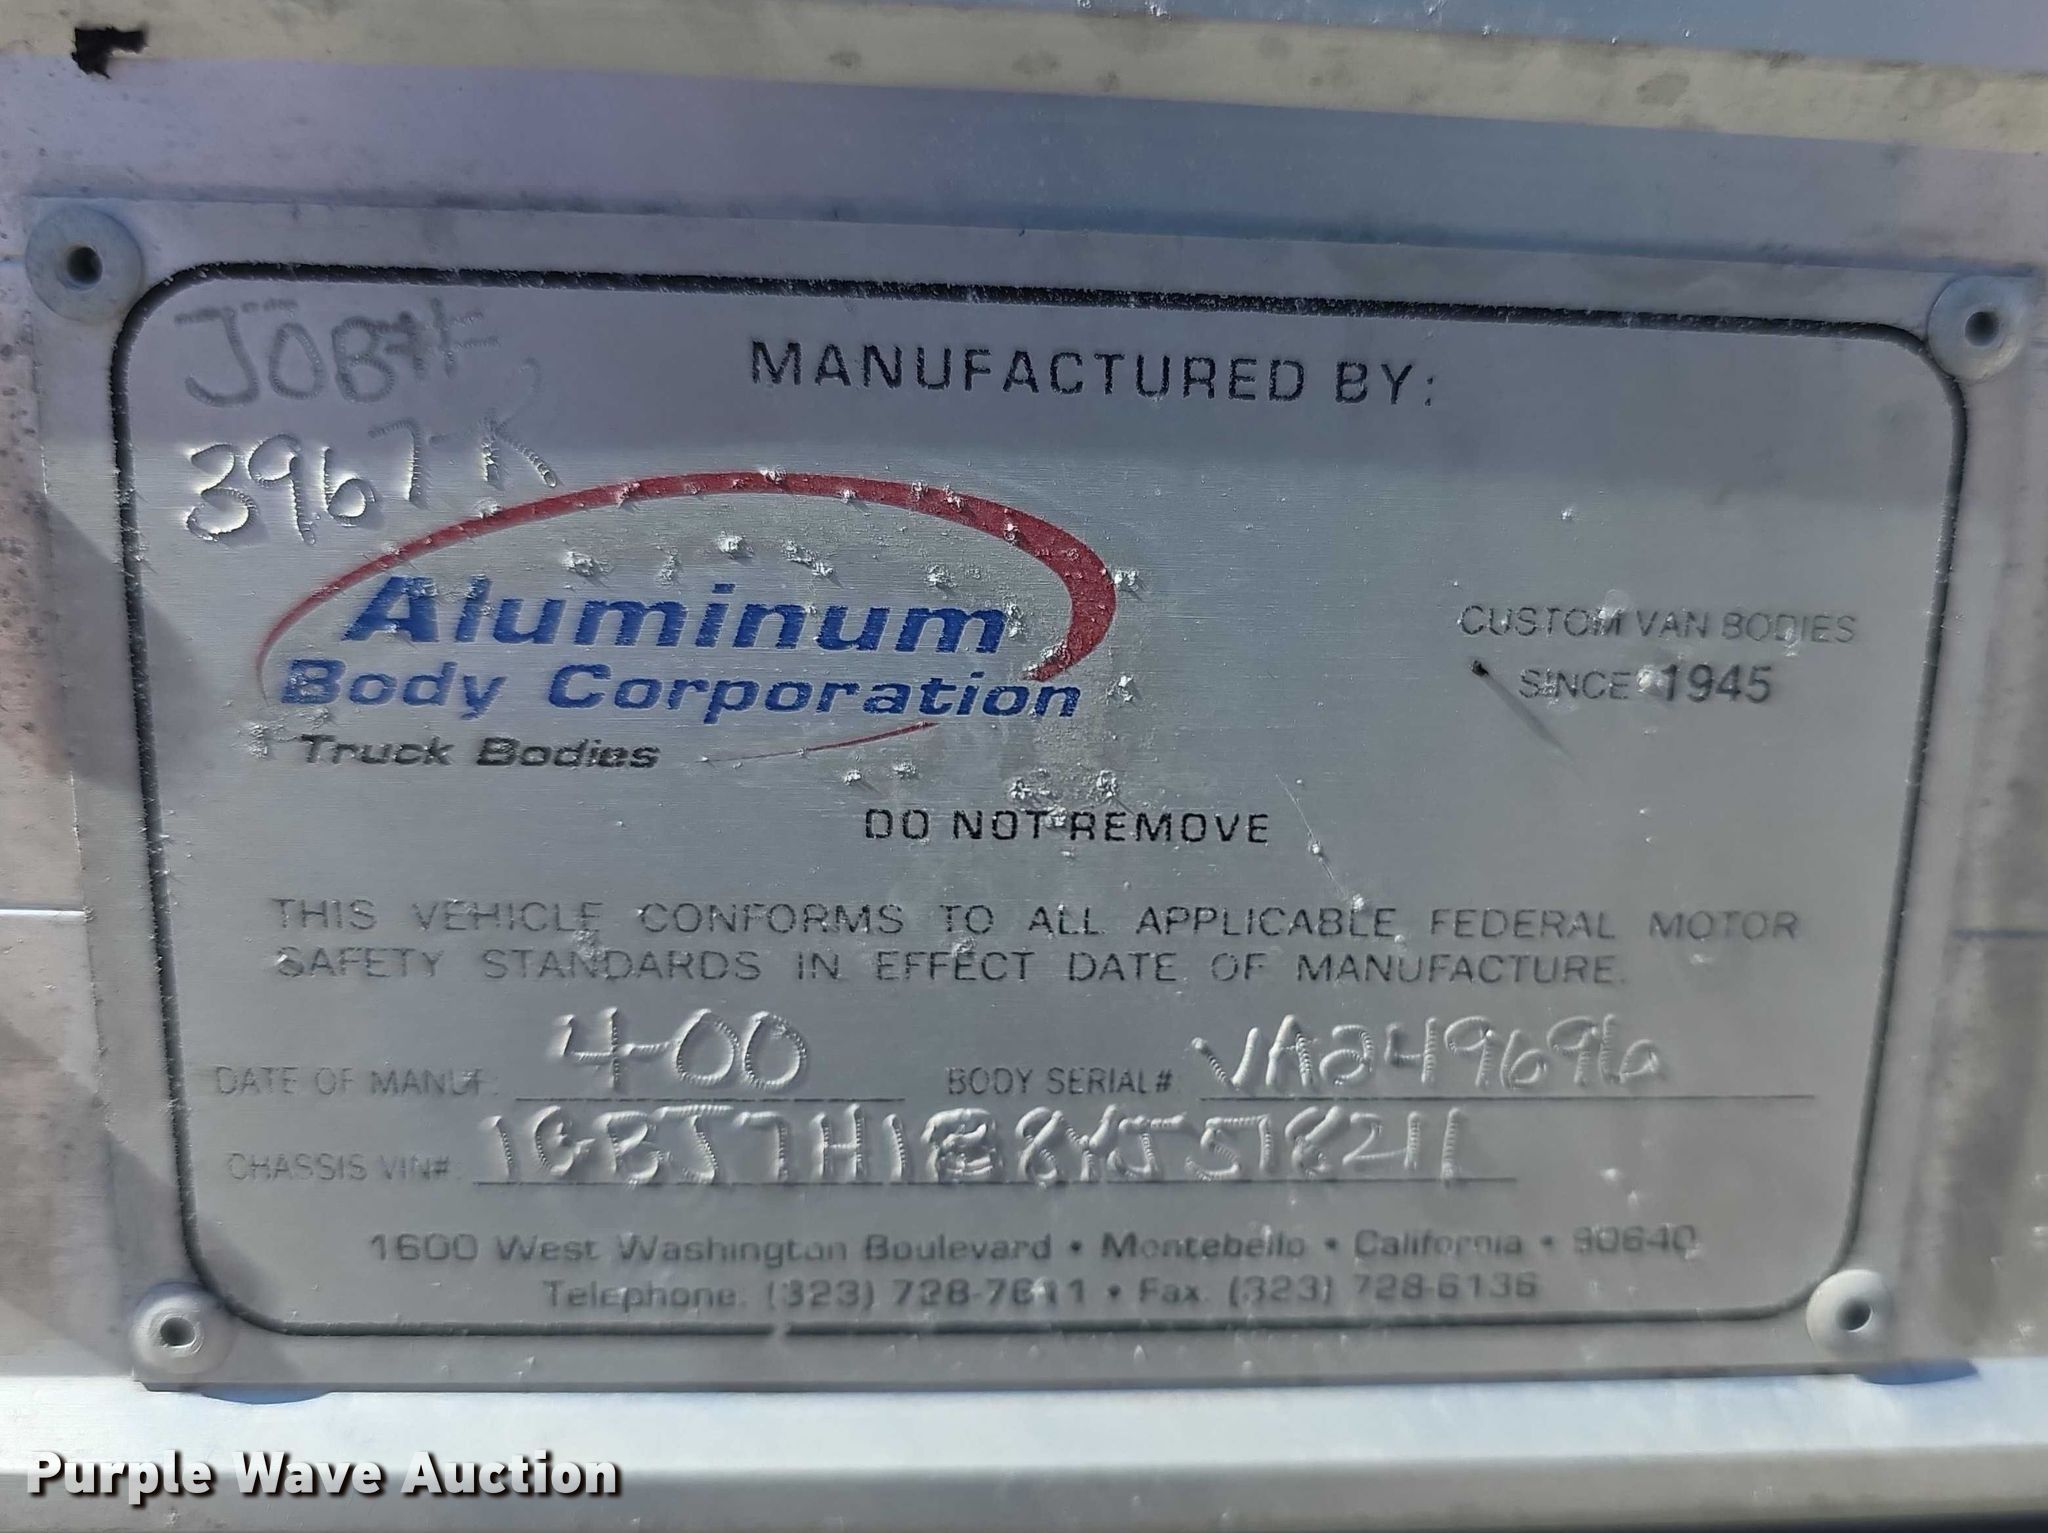 JOB#
3967-K
MANUFACTURED BY:
Aluminum
Body Corporation
Truck Bodies
CUSTOM VAN BODIES
SINCE 1945
DO NOT REMOVE
THIS VEHICLE CONFORMS TO ALL APPLICABLE FEDERAL MOTOR
SAFETY STANDARDS IN EFFECT DATE OF MANUFACTURE.
DATE OF MANUF. 4-00 BODY SERIAL# VA249696
CHASSIS VIN#
1600 West Washington Boulevard • Montebello • California • 90640
Telephone: (323) 728-7611 • Fax: (323) 728-6136
Purple Wave Auction